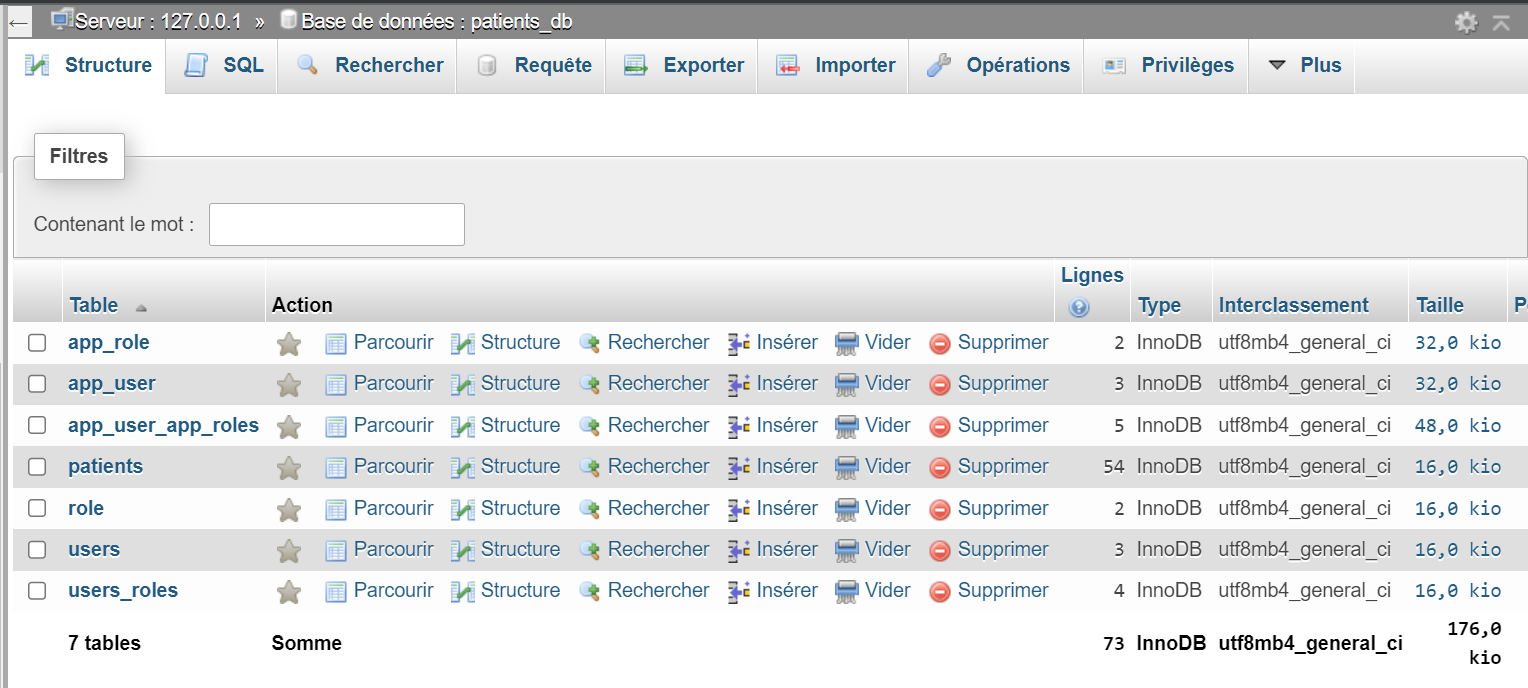 Serveur : 127.0.0.1 » Base de données : patients_db
Structure SQL Rechercher Requête Exporter Importer Opérations Privilèges Plus
Filtres
Contenant le mot :
Table Action Lignes Type Interclassement Taille
app_role Parcourir Structure Rechercher Insérer Vider Supprimer 2 InnoDB utf8mb4_general_ci 32,0 kio
app_user Parcourir Structure Rechercher Insérer Vider Supprimer 3 InnoDB utf8mb4_general_ci 32,0 kio
app_user_app_roles Parcourir Structure Rechercher Insérer Vider Supprimer 5 InnoDB utf8mb4_general_ci 48,0 kio
patients Parcourir Structure Rechercher Insérer Vider Supprimer 54 InnoDB utf8mb4_general_ci 16,0 kio
role Parcourir Structure Rechercher Insérer Vider Supprimer 2 InnoDB utf8mb4_general_ci 16,0 kio
users Parcourir Structure Rechercher Insérer Vider Supprimer 3 InnoDB utf8mb4_general_ci 16,0 kio
users_roles Parcourir Structure Rechercher Insérer Vider Supprimer 4 InnoDB utf8mb4_general_ci 16,0 kio
7 tables Somme 73 InnoDB utf8mb4_general_ci 176,0 kio